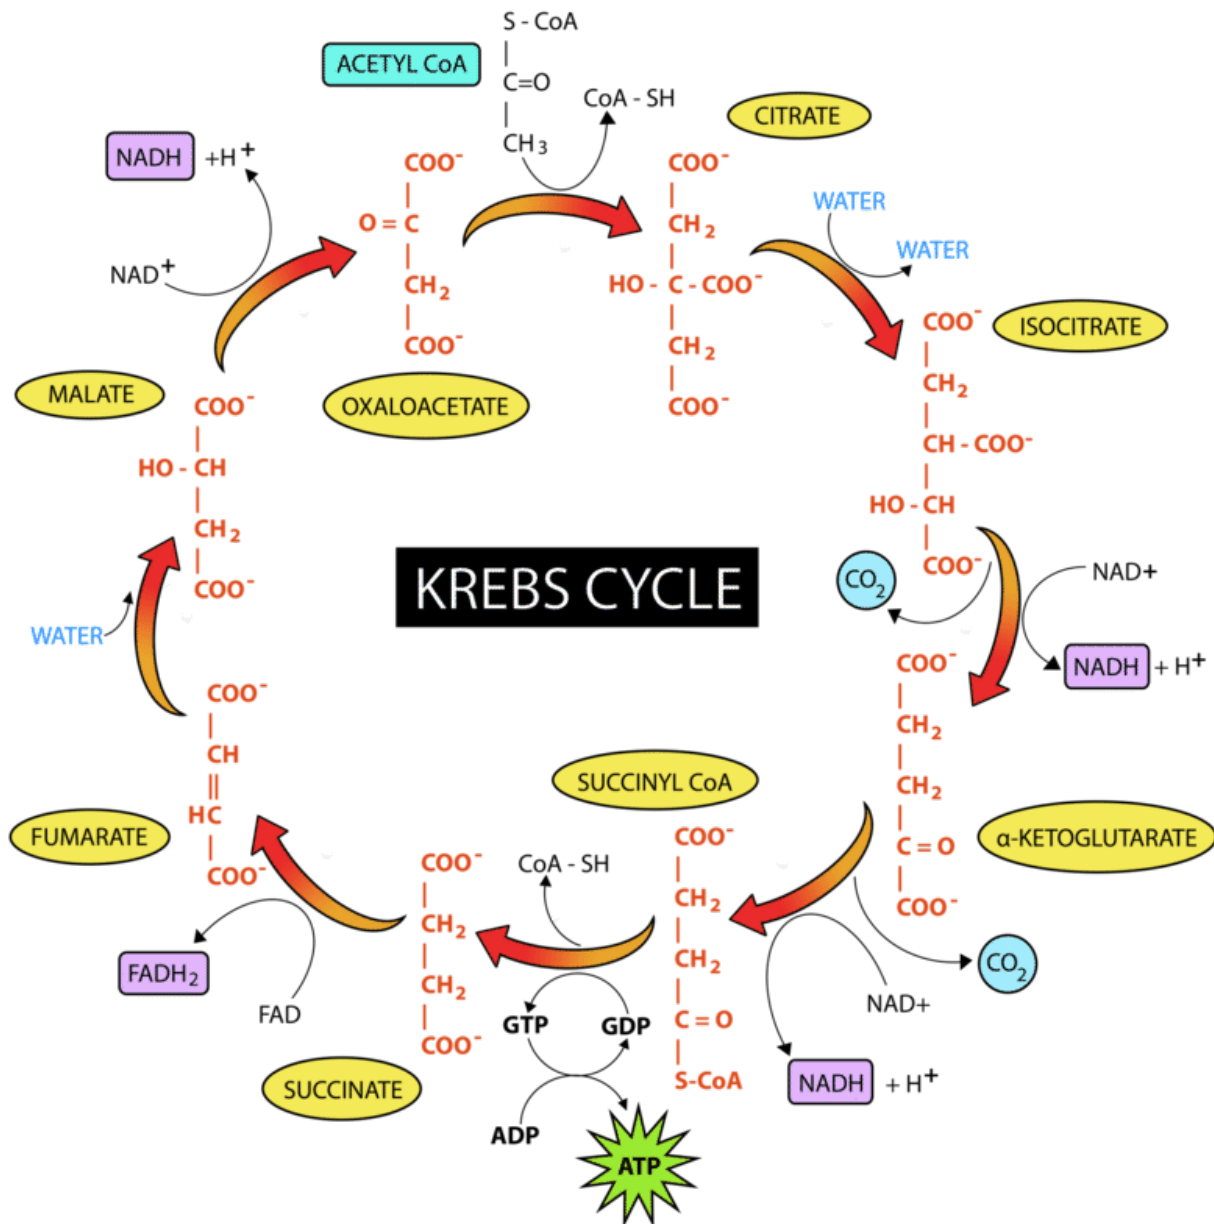 S - CoA
ACETYL CoA
C=O
CoA - SH
CH3
CITRATE
NADH +H+
NAD+
COO-
O = C
CH2
COO-
OXALOACETATE
COO-
CH2
HO - C - COO-
CH2
COO-
WATER
WATER
ISOCITRATE
COO-
CH2
CH - COO-
HO - CH
COO-
MALATE
COO-
HO - CH
CH2
COO-
KREBS CYCLE
CO2
NAD+
NADH + H+
WATER
COO-
CH2
CH2
C = O
COO-
α-KETOGLUTARATE
COO-
CH
HC
COO-
FUMARATE
SUCCINYL CoA
COO-
CH2
CH2
C = O
S-CoA
CoA - SH
COO-
CH2
CH2
COO-
SUCCINATE
FADH2
FAD
GTP
GDP
ADP
ATP
NAD+
CO2
NADH + H+